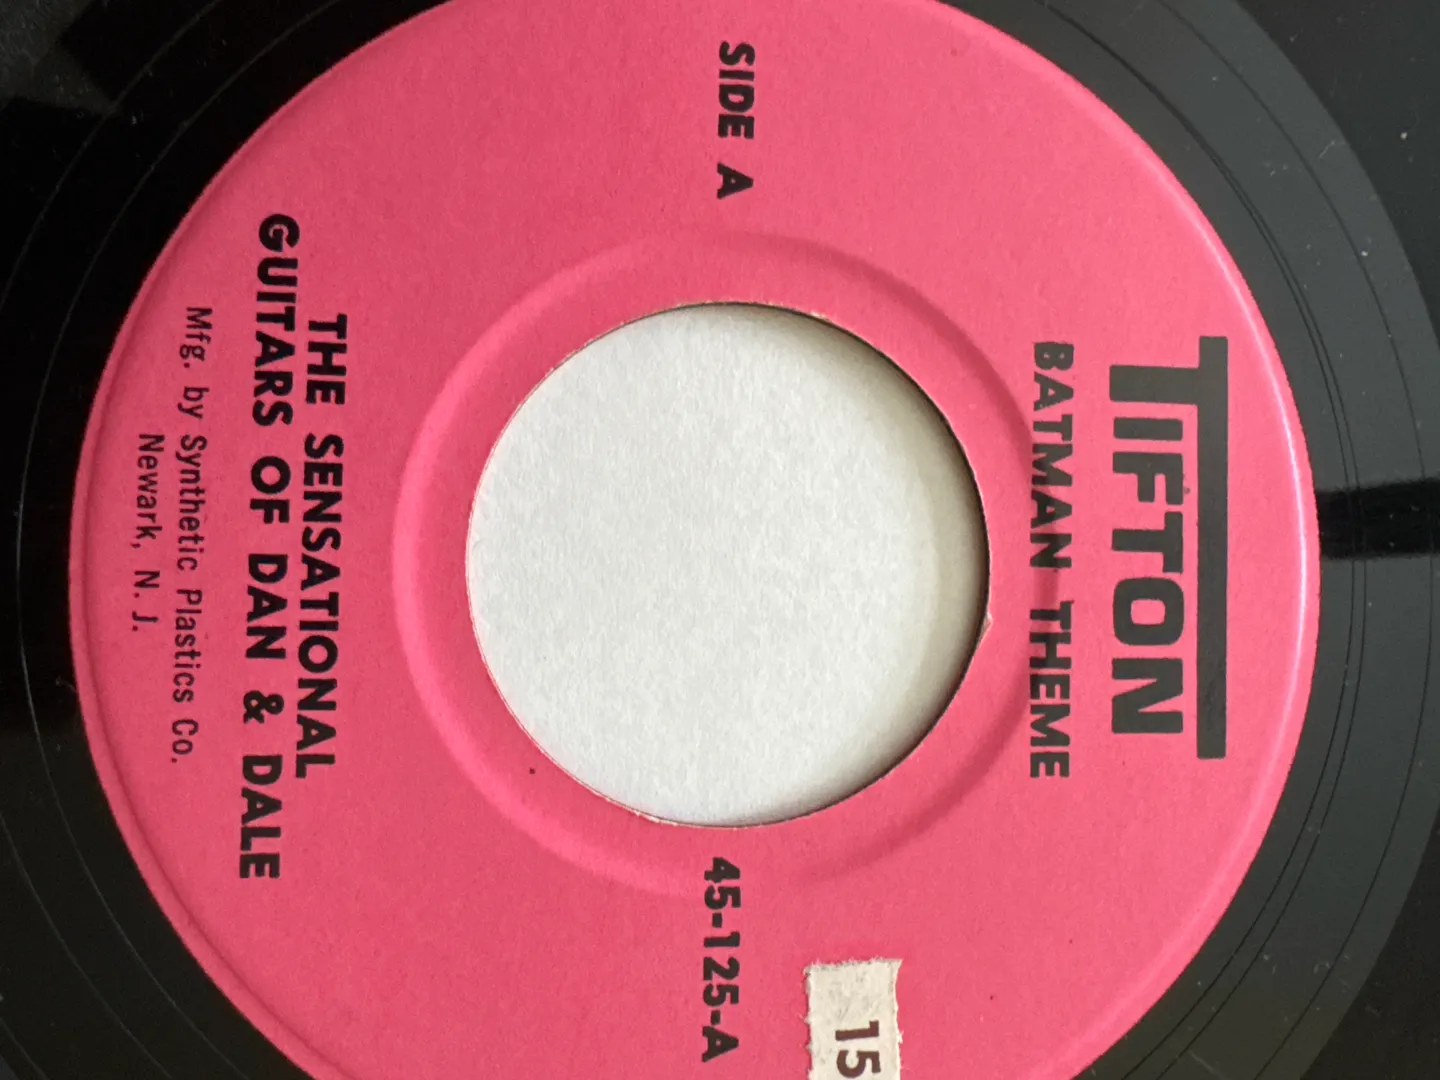 TIFTON
BATMAN THEME
SIDE A
45-125-A
15
THE SENSATIONAL
GUITARS OF DAN & DALE
Mfg. by Synthetic Plastics Co.
Newark, N. J.